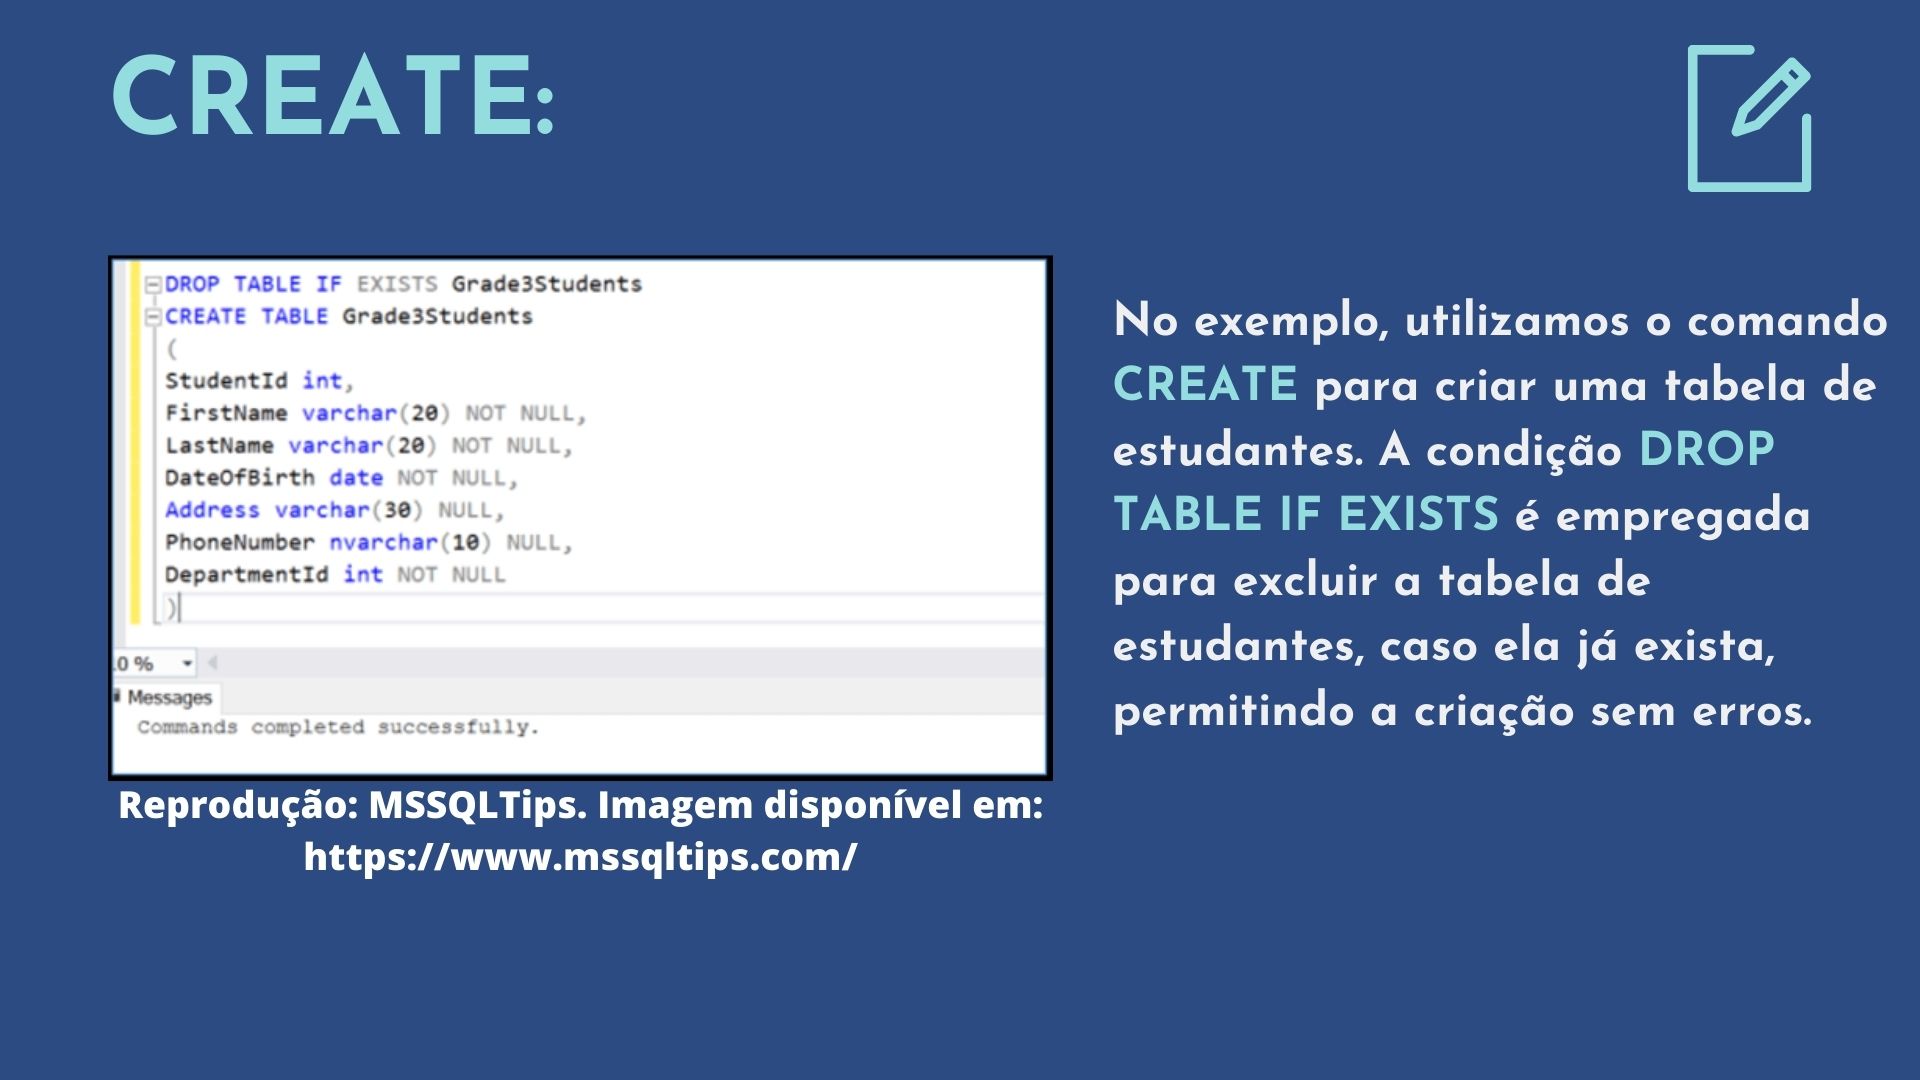 CREATE:
DROP TABLE IF EXISTS Grade3Students
CREATE TABLE Grade3Students
(
StudentId int,
FirstName varchar(20) NOT NULL,
LastName varchar(20) NOT NULL,
DateOfBirth date NOT NULL,
Address varchar(30) NULL,
PhoneNumber nvarchar(10) NULL,
DepartmentId int NOT NULL
)
.0 %
Messages
Commands completed successfully.
Reprodução: MSSQLTips. Imagem disponível em:
https://www.mssqltips.com/
No exemplo, utilizamos o comando
CREATE para criar uma tabela de
estudantes. A condição DROP
TABLE IF EXISTS é empregada
para excluir a tabela de
estudantes, caso ela já exista,
permitindo a criação sem erros.